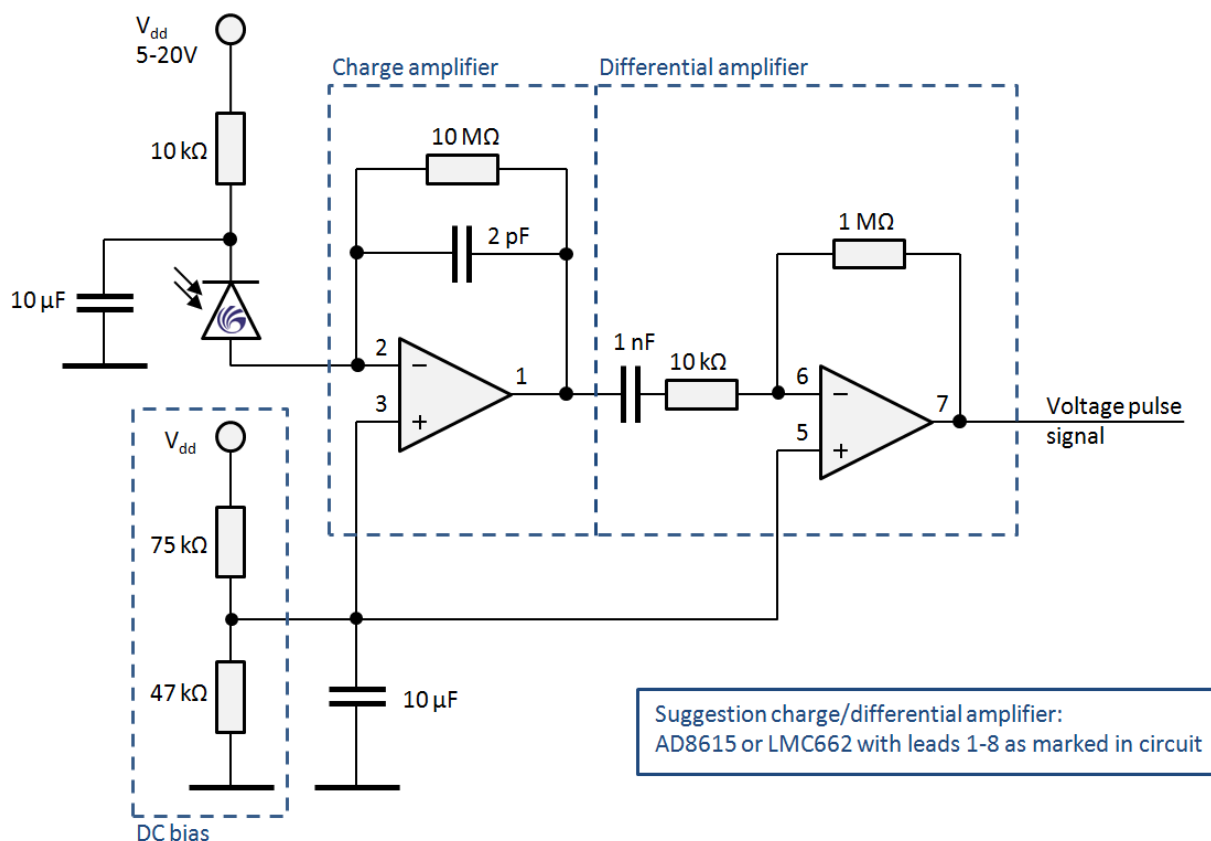 V_dd
5-20V
Charge amplifier
Differential amplifier
10 kΩ
10 MΩ
2 pF
1 MΩ
10 µF
2
−
3
+
1
1 nF
10 kΩ
6
−
5
+
7
Voltage pulse
signal
V_dd
75 kΩ
47 kΩ
10 µF
DC bias
Suggestion charge/differential amplifier:
AD8615 or LMC662 with leads 1-8 as marked in circuit